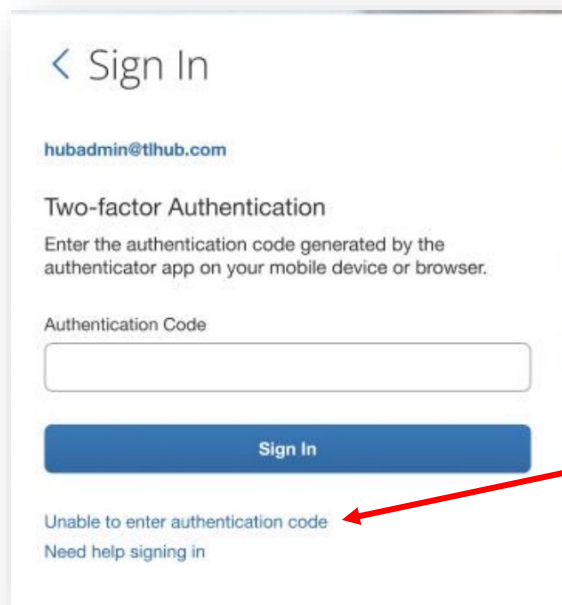 Sign In
hubadmin@tlhub.com
Two-factor Authentication
Enter the authentication code generated by the
authenticator app on your mobile device or browser.
Authentication Code
Sign In
Unable to enter authentication code
Need help signing in